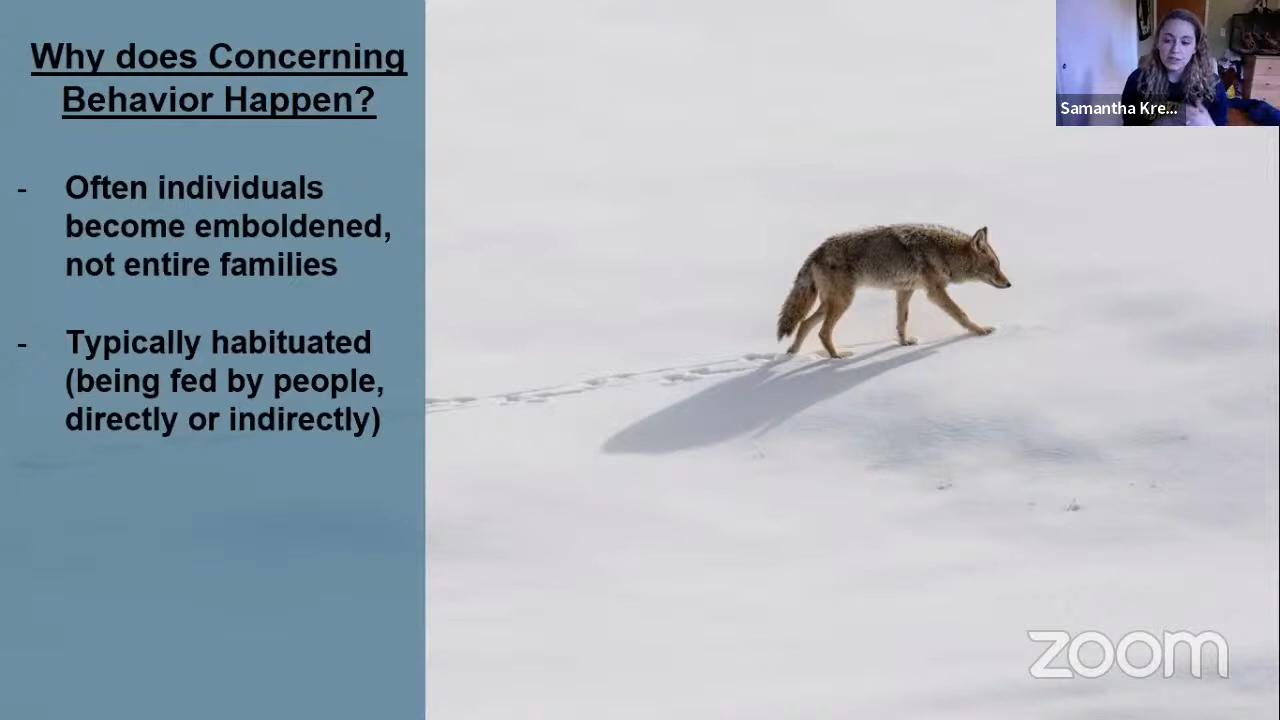 Why does Concerning
Behavior Happen?
- Often individuals
become emboldened,
not entire families
- Typically habituated
(being fed by people,
directly or indirectly)
Samantha Kre...
zoom